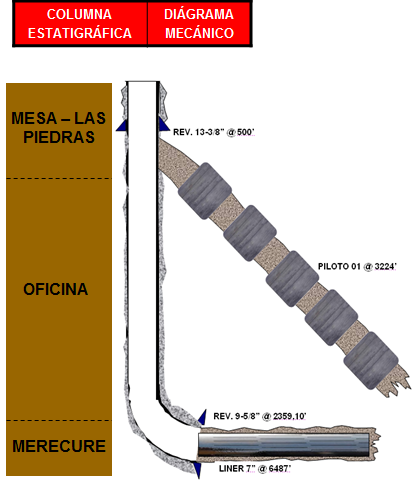 COLUMNA
ESTATIGRÁFICA
DIÁGRAMA
MECÁNICO
MESA – LAS
PIEDRAS
REV. 13-3/8" @ 500'
PILOTO 01 @ 3224'
OFICINA
REV. 9-5/8" @ 2359.10'
MERECURE
LINER 7" @ 6487'